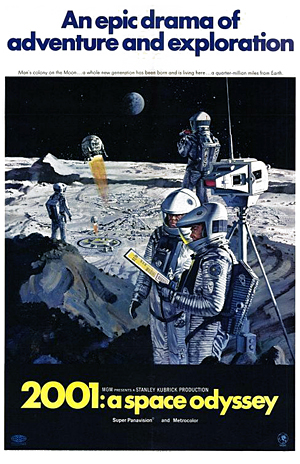 An epic drama of
adventure and exploration
Man's colony on the Moon... a whole new generation has been born and is living here... a quarter-million miles from Earth.
MGM PRESENTS A STANLEY KUBRICK PRODUCTION
2001: a space odyssey
Super Panavision® and Metrocolor